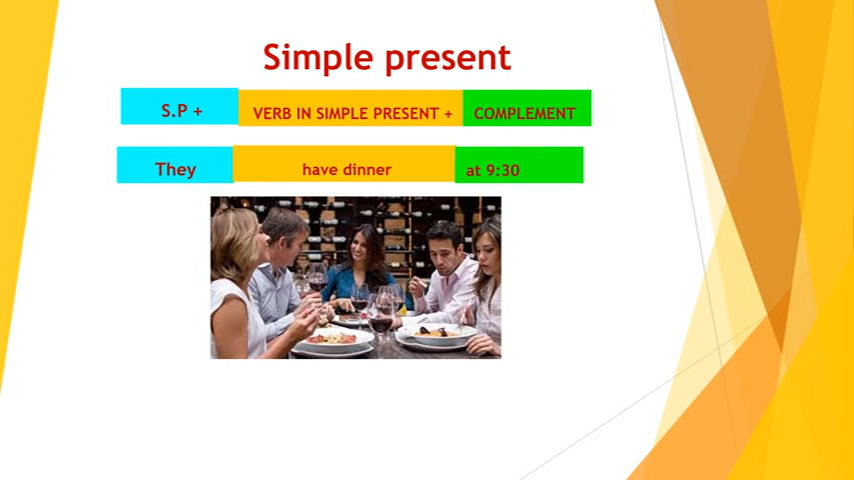 Simple present
S.P + VERB IN SIMPLE PRESENT + COMPLEMENT
They have dinner at 9:30